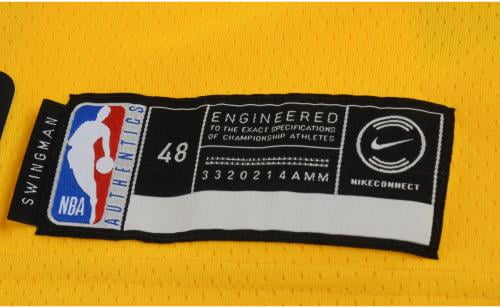 SWINGMAN
NBA
AUTHENTICS
48
ENGINEERED
TO THE EXACT SPECIFICATIONS
OF CHAMPIONSHIP ATHLETES
3320214AMM
NIKECONNECT